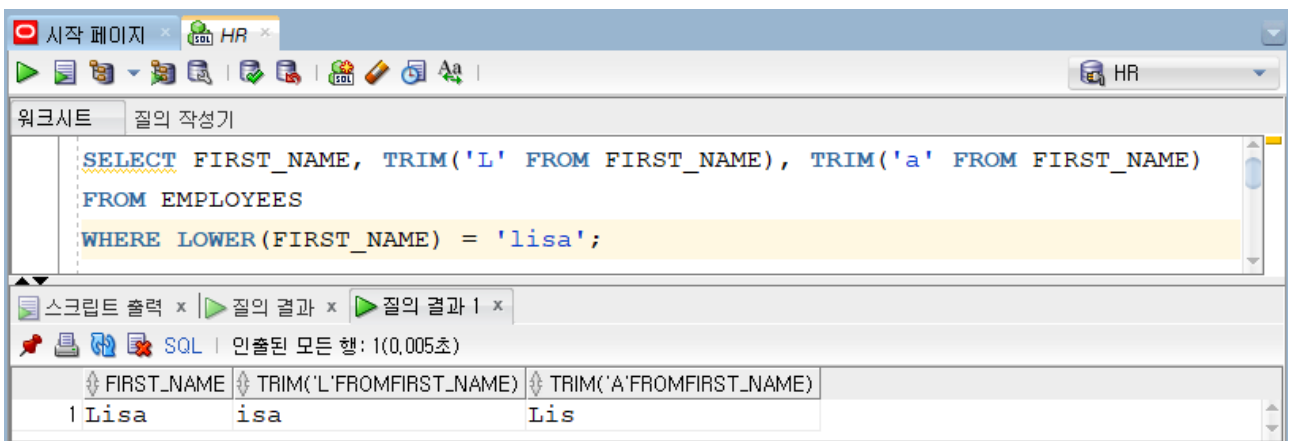 시작 페이지 HR
HR
워크시트 질의 작성기
SELECT FIRST_NAME, TRIM('L' FROM FIRST_NAME), TRIM('a' FROM FIRST_NAME)
FROM EMPLOYEES
WHERE LOWER(FIRST_NAME) = 'lisa';
스크립트 출력 x 질의 결과 x 질의 결과 1 x
SQL | 인출된 모든 행: 1(0,005초)
FIRST_NAME TRIM('L'FROMFIRST_NAME) TRIM('A'FROMFIRST_NAME)
1 Lisa isa Lis